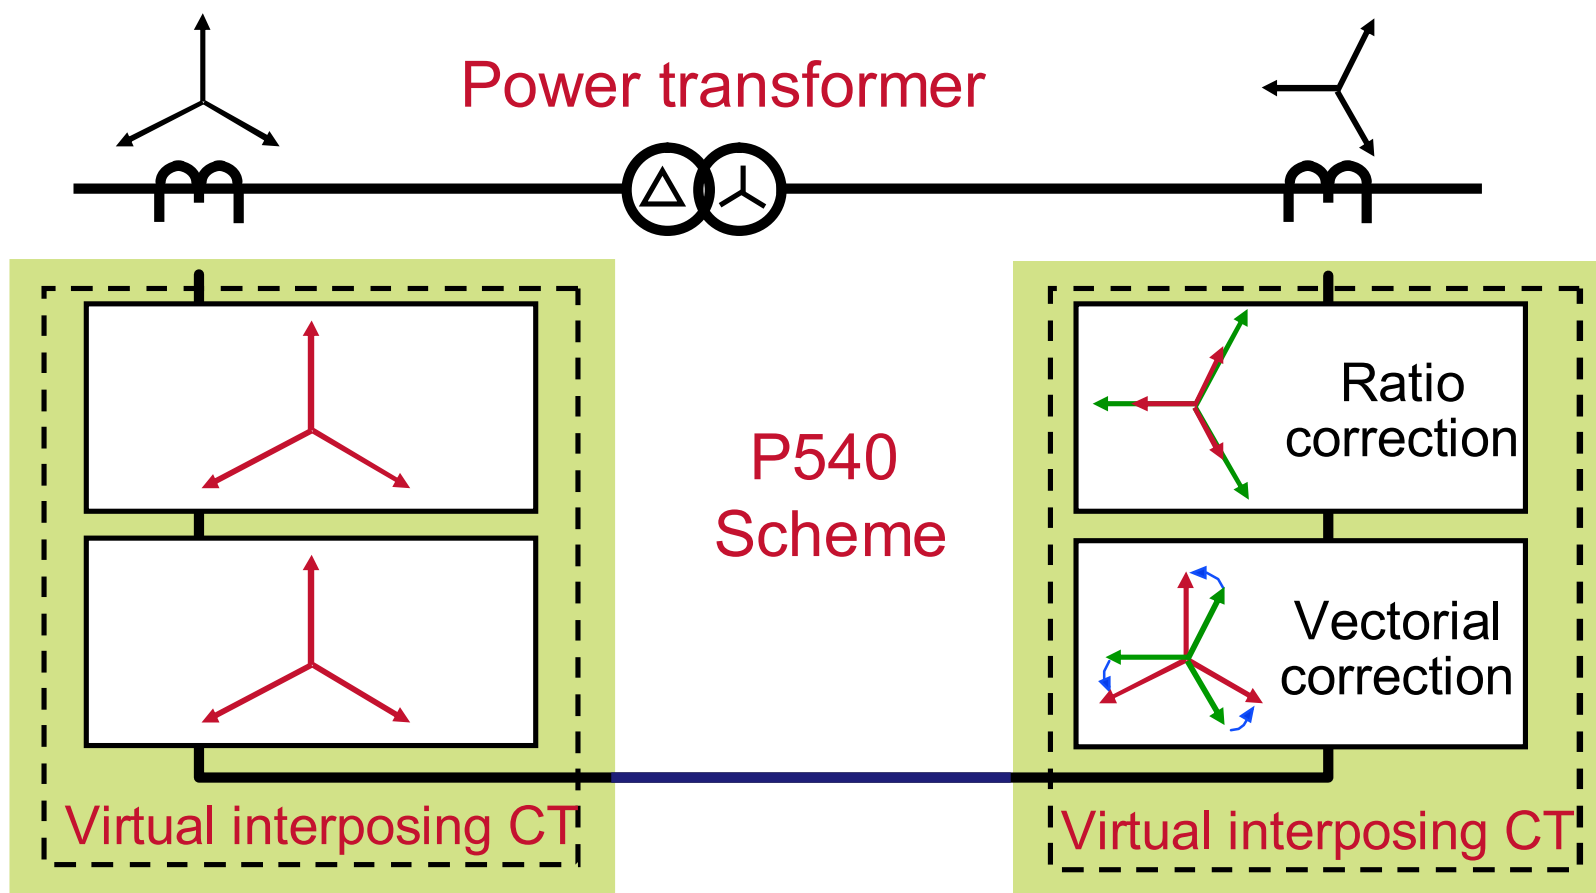 Power transformer
Ratio
correction
P540
Scheme
Vectorial
correction
Virtual interposing CT
Virtual interposing CT